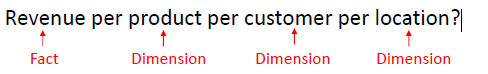 Revenue per product per customer per location?
Fact Dimension Dimension Dimension